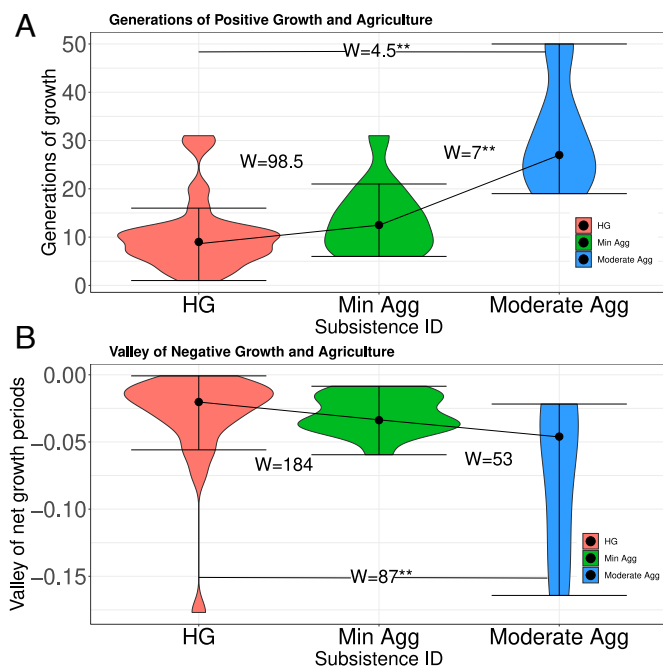 A
Generations of Positive Growth and Agriculture
Generations of growth
50
40
30
20
10
0
W=4.5**
W=98.5
W=7**
HG
Min Agg
Moderate Agg
HG Min Agg Moderate Agg
Subsistence ID
B
Valley of Negative Growth and Agriculture
Valley of net growth periods
0.00
−0.05
−0.10
−0.15
W=184
W=53
W=87**
HG
Min Agg
Moderate Agg
HG Min Agg Moderate Agg
Subsistence ID